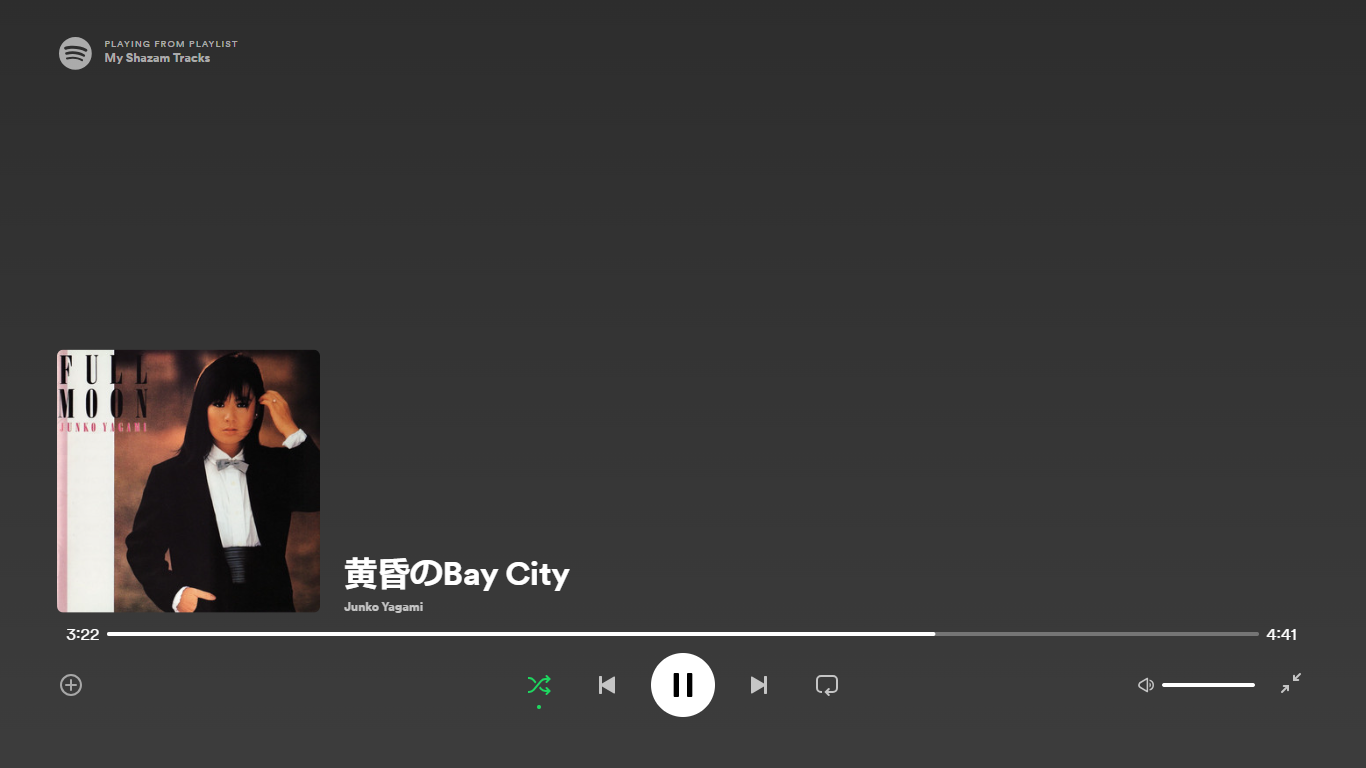 PLAYING FROM PLAYLIST
My Shazam Tracks
FULL
MOON
JUNKO YAGAMI
黄昏のBay City
Junko Yagami
3:22
4:41